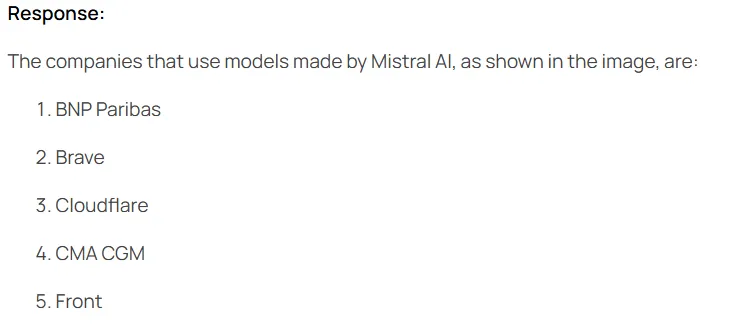 Response:
The companies that use models made by Mistral AI, as shown in the image, are:
1. BNP Paribas
2. Brave
3. Cloudflare
4. CMA CGM
5. Front